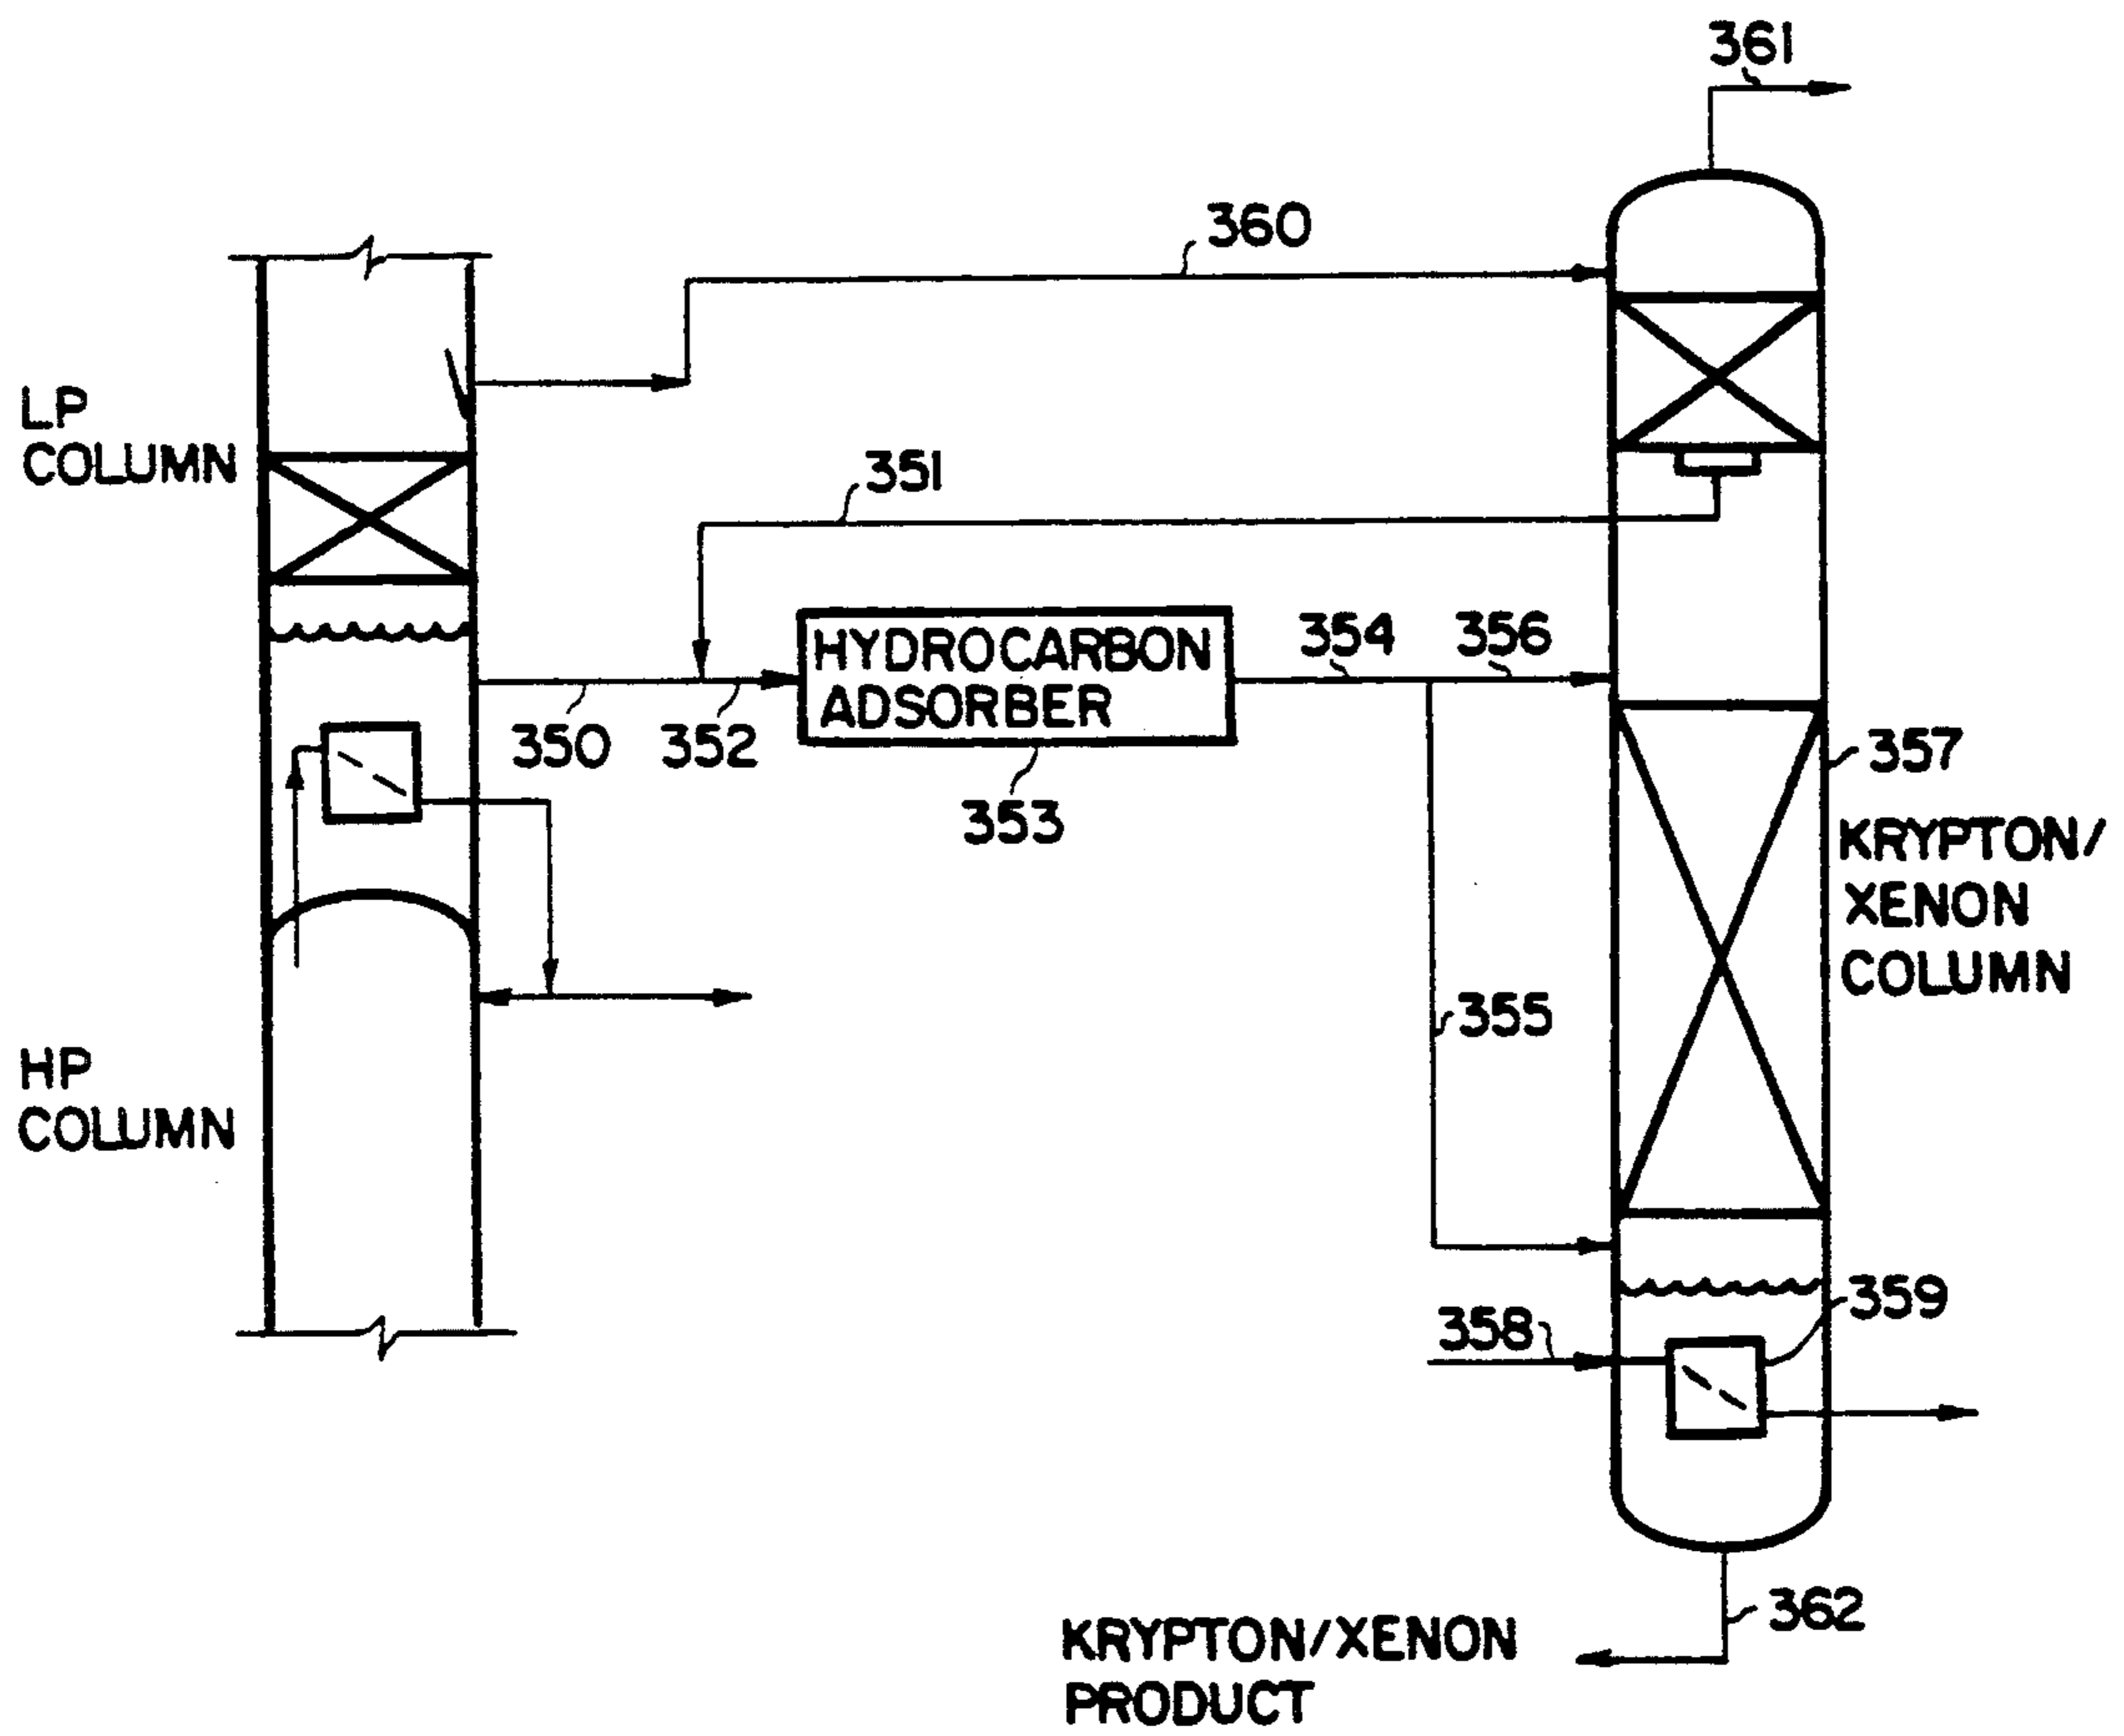 361
360
LP
COLUMN
351
HYDROCARBON
ADSORBER
354
356
350
352
353
357
KRYPTON/
XENON
COLUMN
355
HP
COLUMN
359
358
362
KRYPTON/XENON
PRODUCT